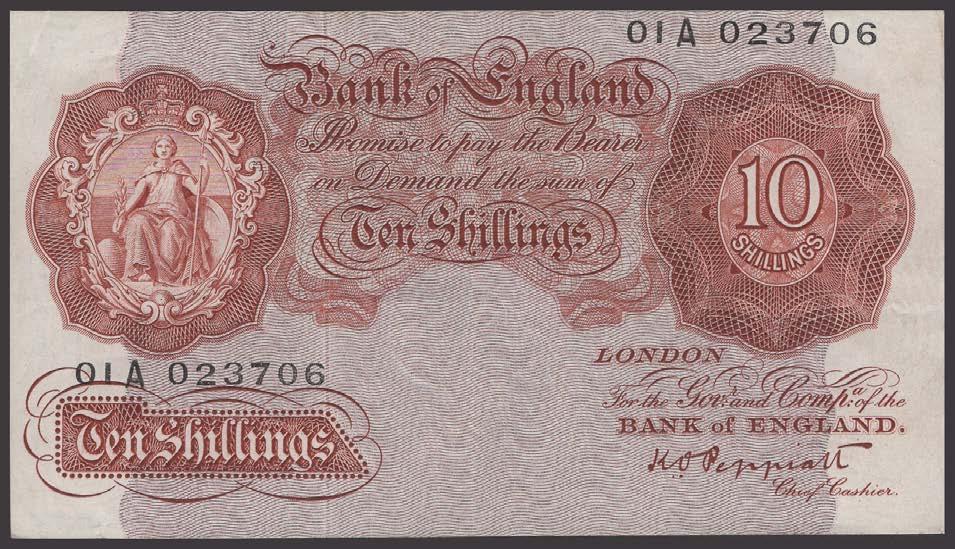 01A 023706
Bank of England
Promise to pay the Bearer
on Demand the sum of
Ten Shillings
10
SHILLINGS
LONDON
For the Govr. and Compa. of the
BANK of ENGLAND.
K O Peppiatt
Chief Cashier.
01A 023706
Ten Shillings